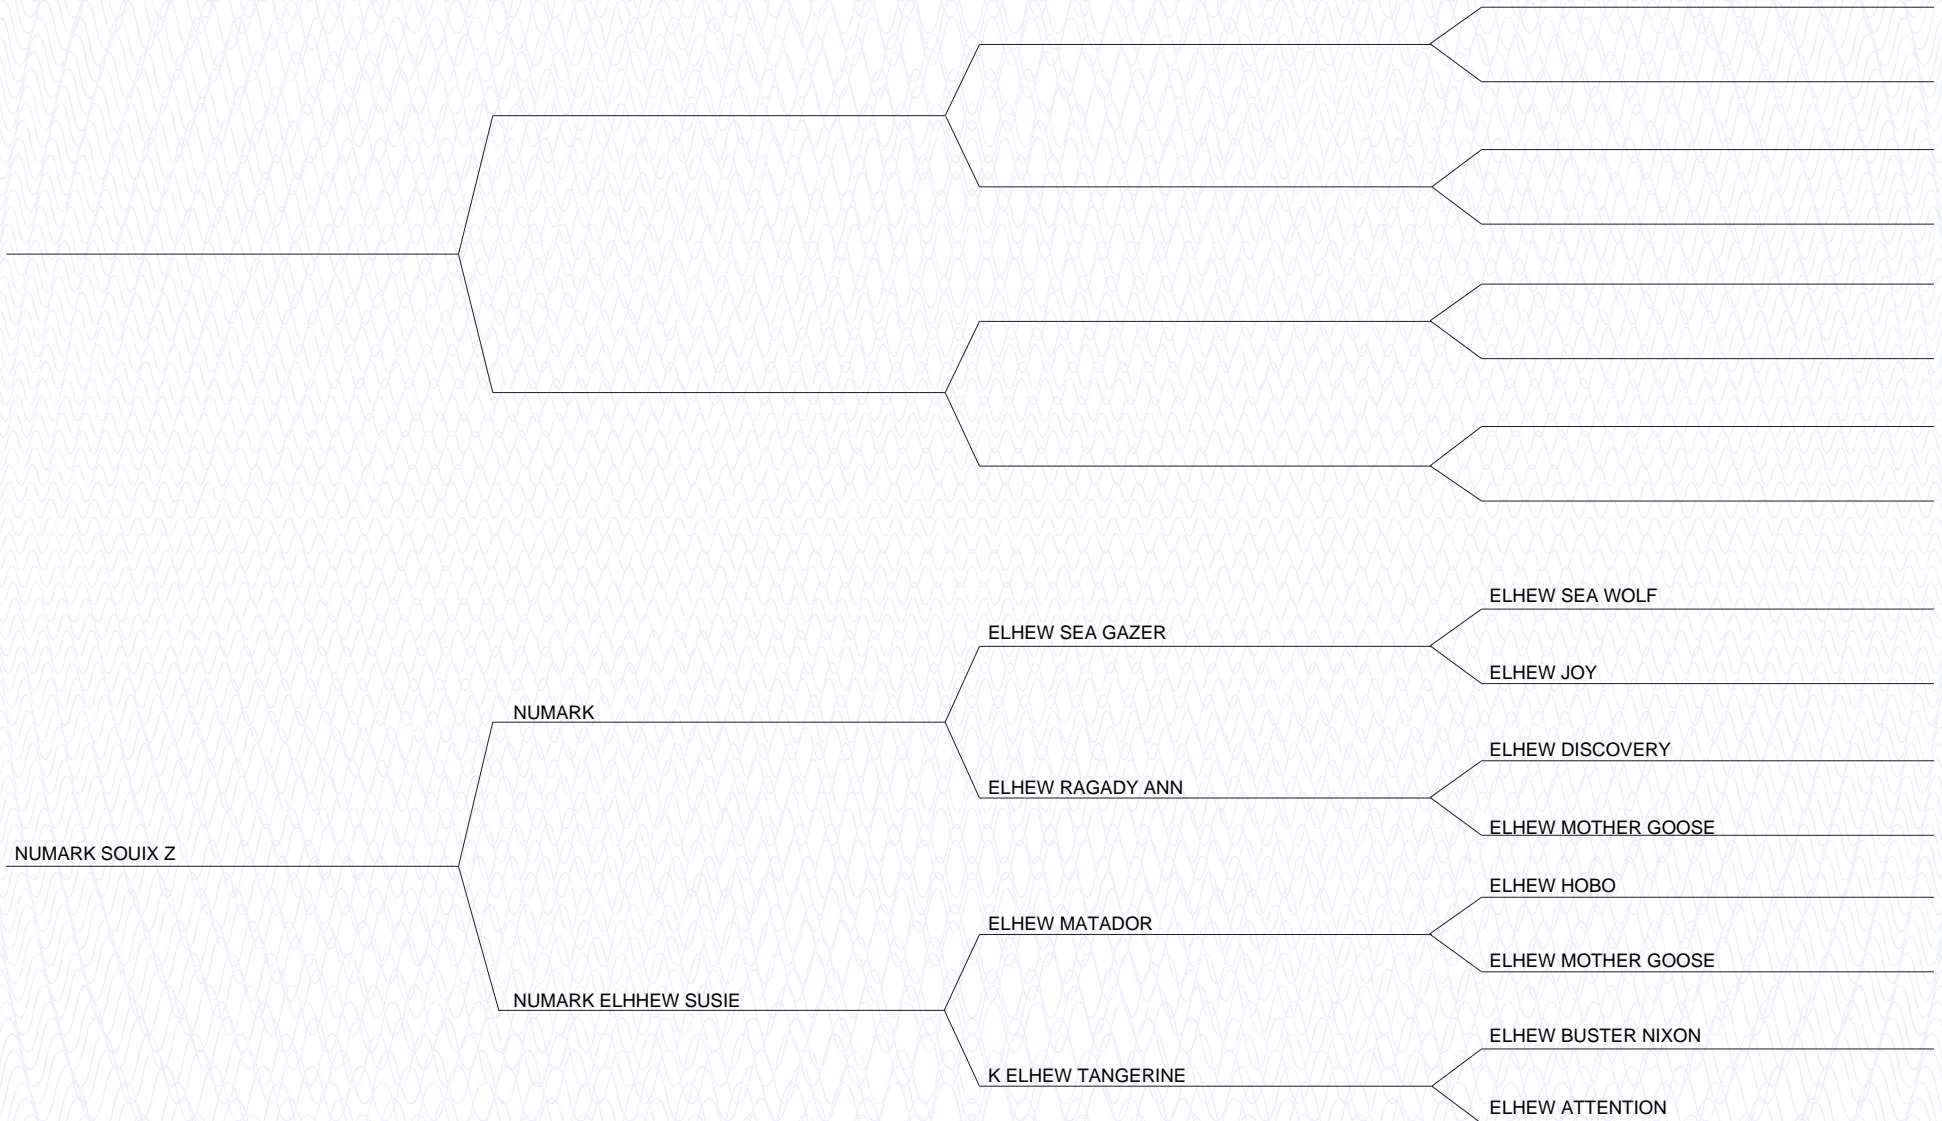 ELHEW SEA WOLF
ELHEW SEA GAZER
ELHEW JOY
NUMARK
ELHEW DISCOVERY
ELHEW RAGADY ANN
ELHEW MOTHER GOOSE
NUMARK SOUIX Z
ELHEW HOBO
ELHEW MATADOR
ELHEW MOTHER GOOSE
NUMARK ELHHEW SUSIE
ELHEW BUSTER NIXON
K ELHEW TANGERINE
ELHEW ATTENTION